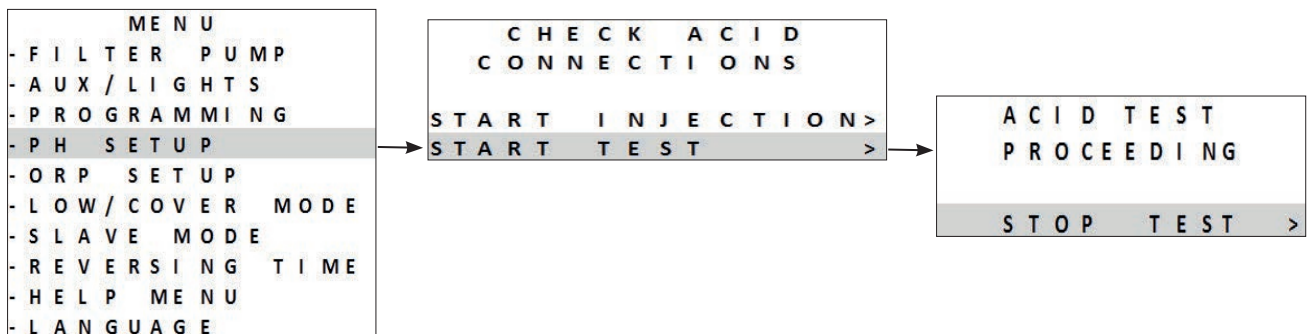 MENU
-FILTER PUMP
-AUX/LIGHTS
-PROGRAMMING
-PH SETUP
-ORP SETUP
-LOW/COVER MODE
-SLAVE MODE
-REVERSING TIME
-HELP MENU
-LANGUAGE
CHECK ACID
CONNECTIONS
START INJECTION>
START TEST >
ACID TEST
PROCEEDING
STOP TEST >